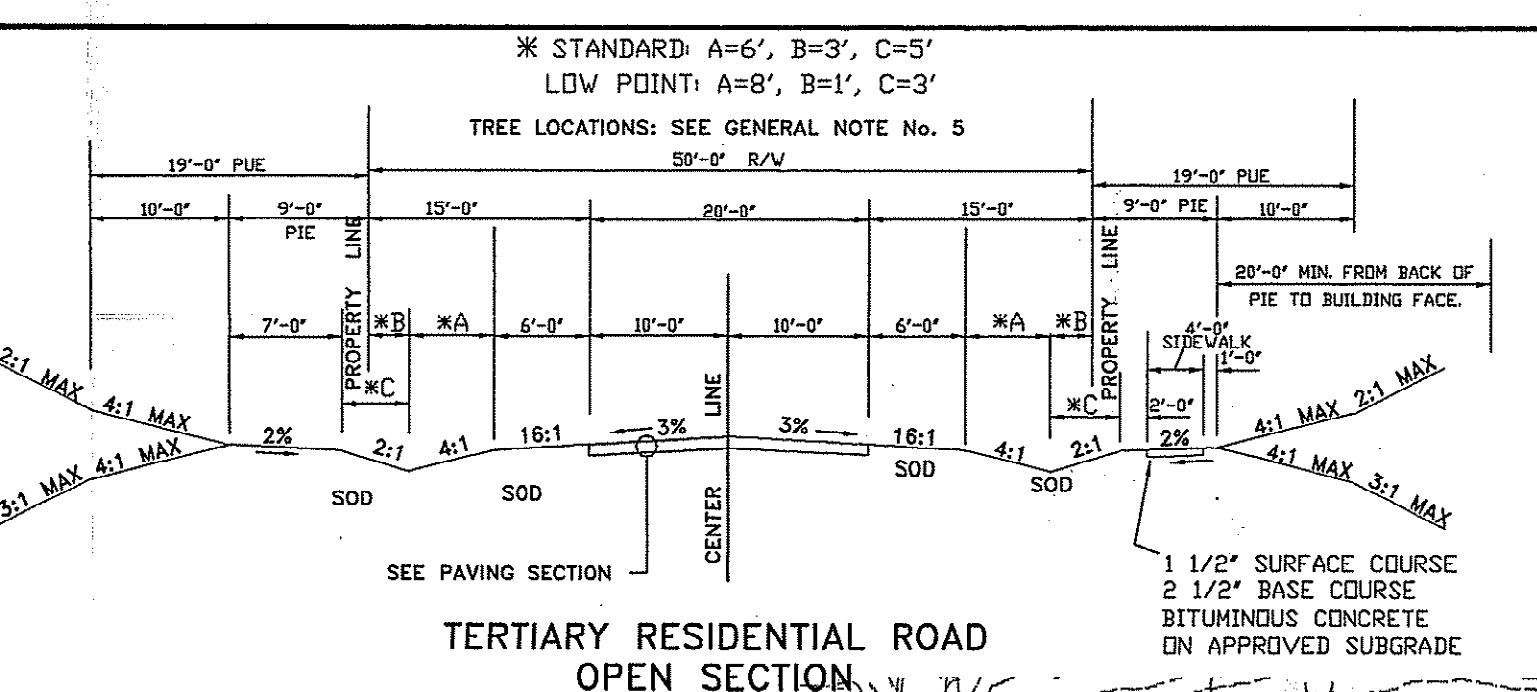 * STANDARD: A=6', B=3', C=5'
LOW POINT: A=8', B=1', C=3'
TREE LOCATIONS: SEE GENERAL NOTE No. 5
19'-0" PUE
50'-0" R/W
19'-0" PUE
10'-0"
9'-0"
PIE
15'-0"
20'-0"
15'-0"
9'-0" PIE
10'-0"
PROPERTY LINE
PROPERTY LINE
20'-0" MIN. FROM BACK OF
PIE TO BUILDING FACE.
7'-0"
*B
*A
6'-0"
10'-0"
10'-0"
6'-0"
*A
*B
4'-0"
SIDEWALK
1'-0"
*C
*C
2'-0"
2:1 MAX
4:1 MAX
4:1 MAX
3:1 MAX
2%
2:1
4:1
16:1
3%
3%
16:1
4:1
2:1
2%
4:1 MAX
2:1 MAX
4:1 MAX
3:1 MAX
SOD
SOD
SOD
SOD
CENTER LINE
SEE PAVING SECTION
1 1/2" SURFACE COURSE
2 1/2" BASE COURSE
BITUMINOUS CONCRETE
ON APPROVED SUBGRADE
TERTIARY RESIDENTIAL ROAD
OPEN SECTION